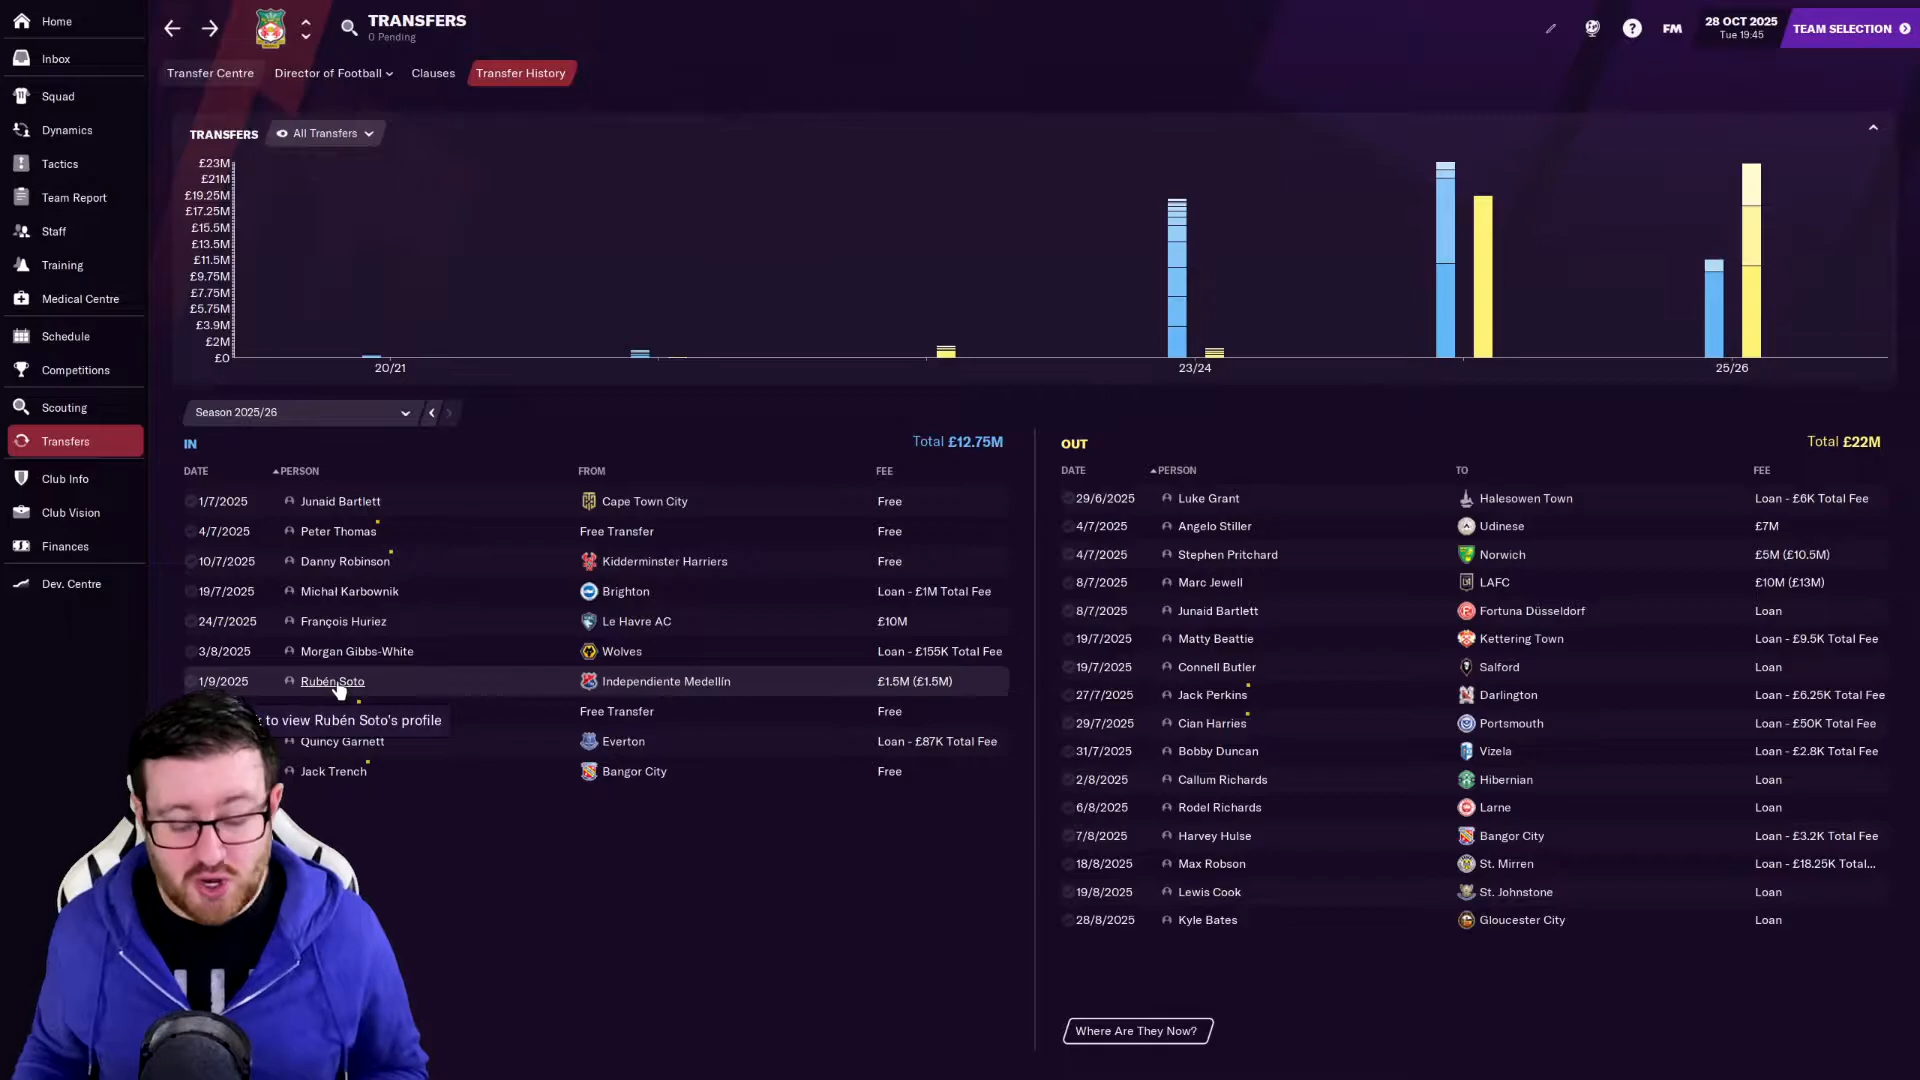 Home
Inbox
Squad
Dynamics
Tactics
Team Report
Staff
Training
Medical Centre
Schedule
Competitions
Scouting
Transfers
Club Info
Club Vision
Finances
Dev. Centre
TRANSFERS
0 Pending
FM
28 OCT 2025
Tue 19:45
TEAM SELECTION
Transfer Centre Director of Football Clauses Transfer History
TRANSFERS All Transfers
£23M
£21M
£19.25M
£17.25M
£15.5M
£13.5M
£11.5M
£9.75M
£7.75M
£5.75M
£3.9M
£2M
£0
20/21 23/24 25/26
Season 2025/26
IN Total £12.75M
DATE PERSON FROM FEE
1/7/2025 Junaid Bartlett Cape Town City Free
4/7/2025 Peter Thomas Free Transfer Free
10/7/2025 Danny Robinson Kidderminster Harriers Free
19/7/2025 Michal Karbownik Brighton Loan - £1M Total Fee
24/7/2025 François Huriez Le Havre AC £10M
3/8/2025 Morgan Gibbs-White Wolves Loan - £155K Total Fee
1/9/2025 Rubén Soto Independiente Medellín £1.5M (£1.5M)
Free Transfer Free
to view Rubén Soto's profile
Quincy Garnett Everton Loan - £87K Total Fee
Jack Trench Bangor City Free
OUT Total £22M
DATE PERSON TO FEE
29/6/2025 Luke Grant Halesowen Town Loan - £6K Total Fee
4/7/2025 Angelo Stiller Udinese £7M
4/7/2025 Stephen Pritchard Norwich £5M (£10.5M)
8/7/2025 Marc Jewell LAFC £10M (£13M)
8/7/2025 Junaid Bartlett Fortuna Düsseldorf Loan
19/7/2025 Matty Beattie Kettering Town Loan - £9.5K Total Fee
19/7/2025 Connell Butler Salford Loan
27/7/2025 Jack Perkins Darlington Loan - £6.25K Total Fee
29/7/2025 Cian Harries Portsmouth Loan - £50K Total Fee
31/7/2025 Bobby Duncan Vizela Loan - £2.8K Total Fee
2/8/2025 Callum Richards Hibernian Loan
6/8/2025 Rodel Richards Larne Loan
7/8/2025 Harvey Hulse Bangor City Loan - £3.2K Total Fee
18/8/2025 Max Robson St. Mirren Loan - £18.25K Total...
19/8/2025 Lewis Cook St. Johnstone Loan
28/8/2025 Kyle Bates Gloucester City Loan
Where Are They Now?